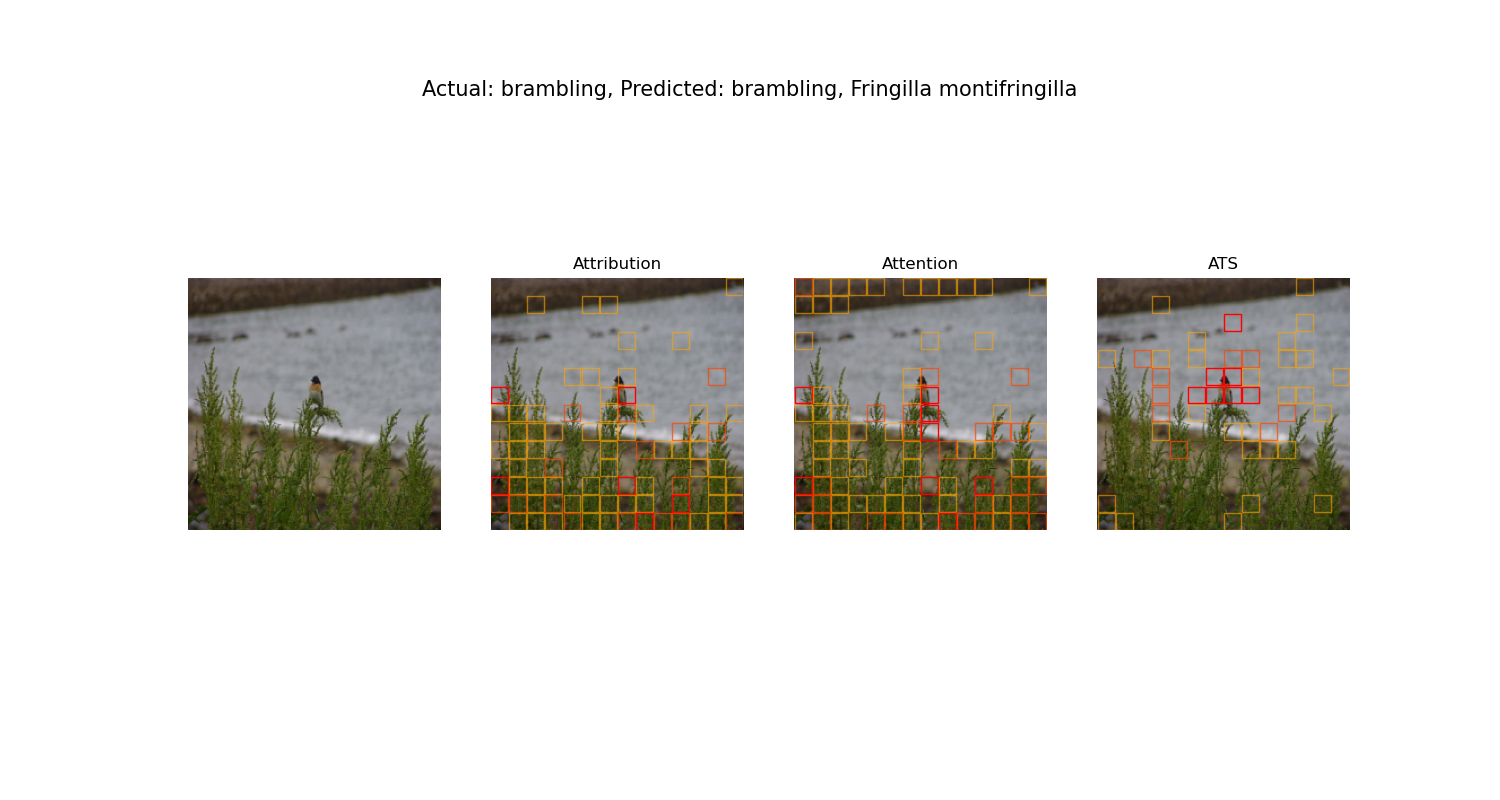 Actual: brambling, Predicted: brambling, Fringilla montifringilla
Attribution
Attention
ATS